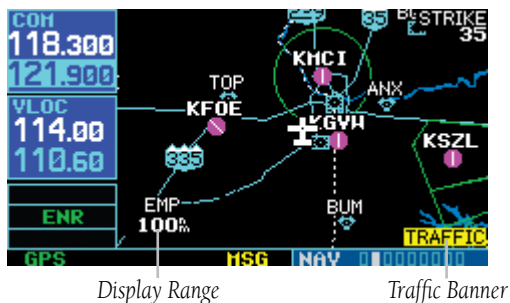 COM
118.300
121.900
VLOC
114.00
110.60
ENR
GPS
MSG
NAV
STRIKE
35
35
KMCI
TOP
ANX
KFOE
KGVW
KSZL
335
EMP
100
BUM
TRAFFIC
Display Range
Traffic Banner